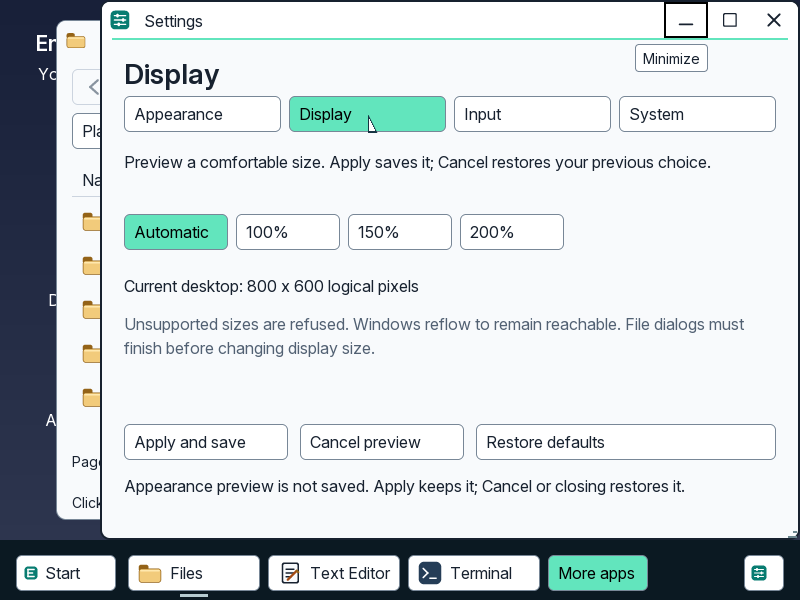 Settings
Minimize
Display
Appearance
Display
Input
System
Preview a comfortable size. Apply saves it; Cancel restores your previous choice.
Automatic
100%
150%
200%
Current desktop: 800 x 600 logical pixels
Unsupported sizes are refused. Windows reflow to remain reachable. File dialogs must
finish before changing display size.
Apply and save
Cancel preview
Restore defaults
Appearance preview is not saved. Apply keeps it; Cancel or closing restores it.
Page
Click
Start
Files
Text Editor
Terminal
More apps